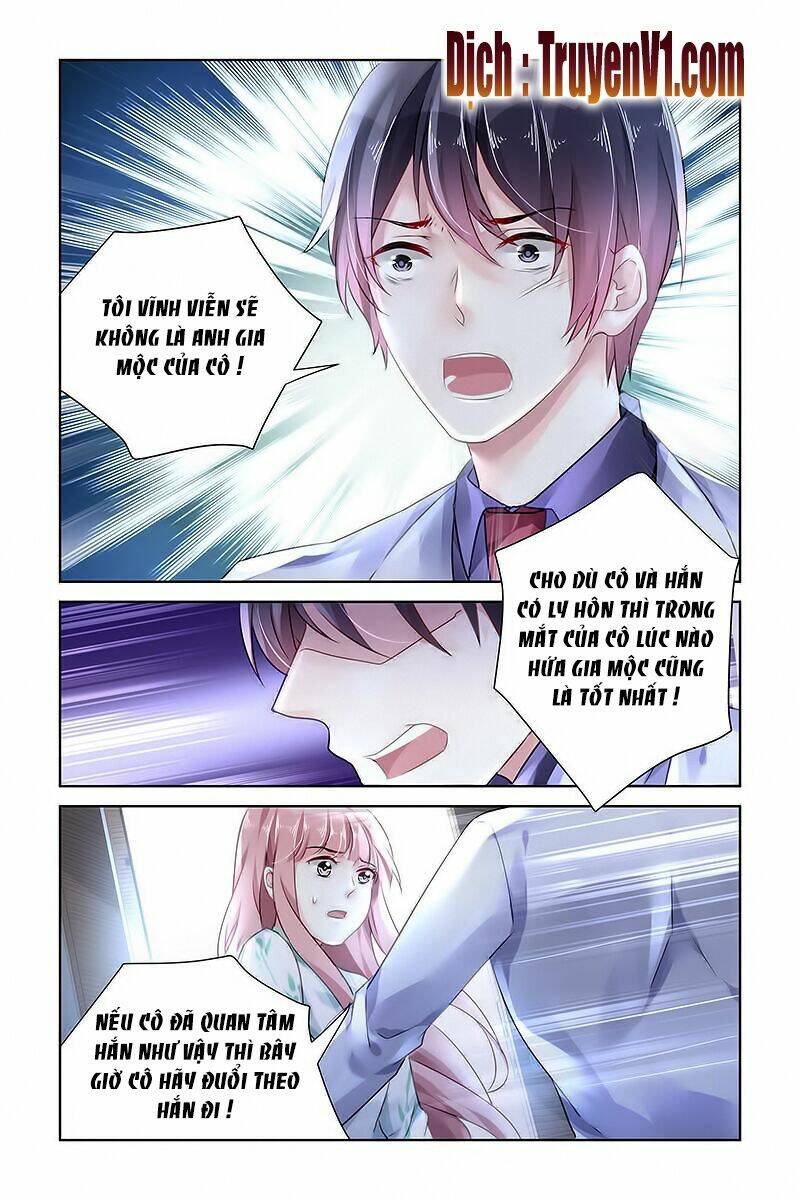 Dịch : TruyenV1.com
TÔI VĨNH VIỄN SẼ
KHÔNG LÀ ANH GIA
MỘC CỦA CÔ !
CHO DÙ CÔ VÀ HẮN
CÓ LY HÔN THÌ TRONG
MẮT CỦA CÔ LÚC NÀO
HỨA GIA MỘC CŨNG
LÀ TỐT NHẤT !
NẾU CÔ ĐÃ QUAN TÂM
HẮN NHƯ VẬY THÌ BÂY
GIỜ CÔ HÃY ĐUỔI THEO
HẮN ĐI !